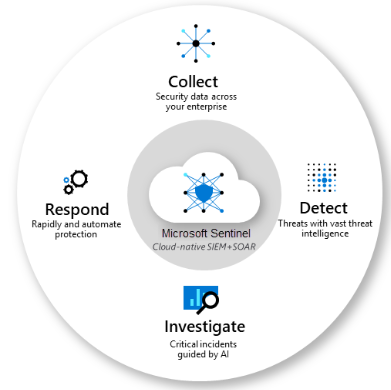 Collect
Security data across
your enterprise
Respond
Rapidly and automate
protection
Microsoft Sentinel
Cloud-native SIEM+SOAR
Detect
Threats with vast threat
intelligence
Investigate
Critical incidents
guided by AI